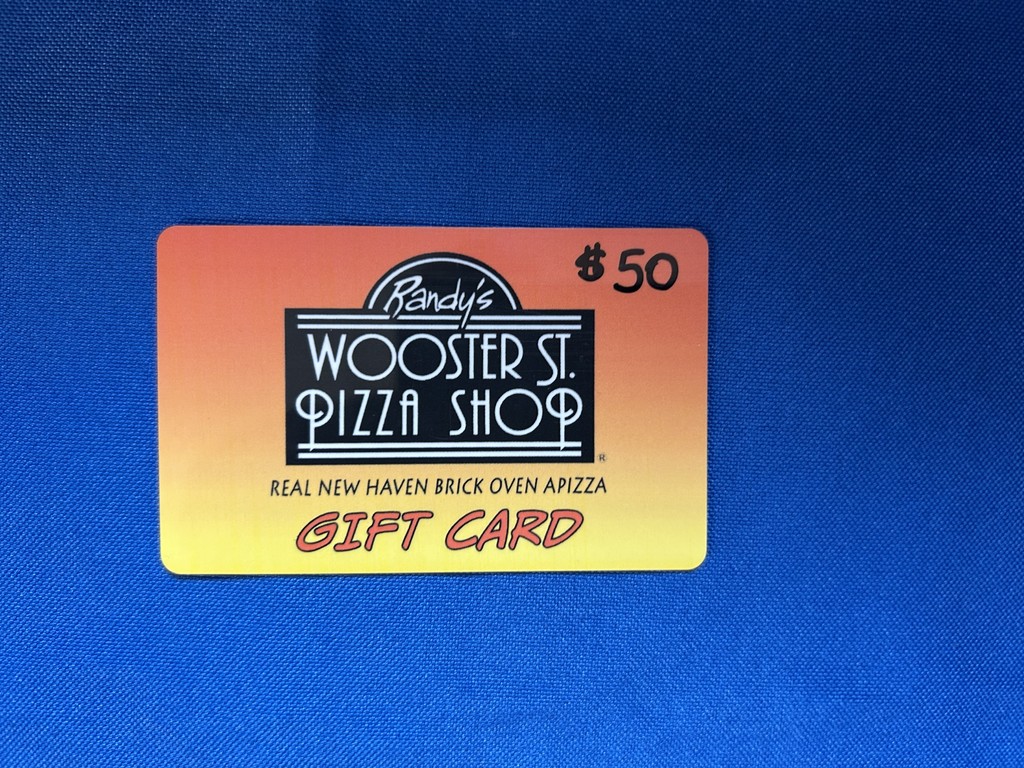 $50
Randy's
WOOSTER ST.
PIZZA SHOP
®
REAL NEW HAVEN BRICK OVEN APIZZA
GIFT CARD